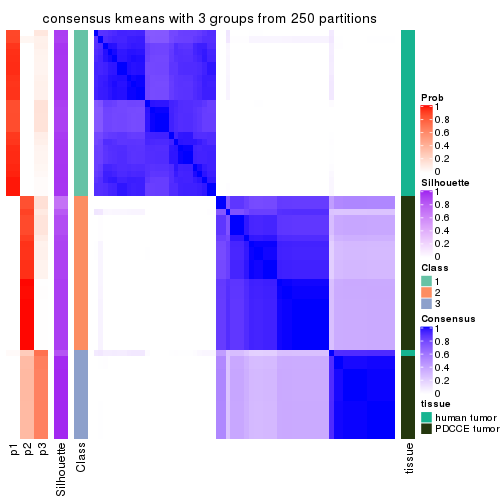 consensus kmeans with 3 groups from 250 partitions
Prob
1
0.8
0.6
0.4
0.2
0
Silhouette
1
0.8
0.6
0.4
0.2
0
Class
1
2
3
Consensus
1
0.8
0.6
0.4
0.2
0
tissue
human tumor
PDCCE tumor
p1
p2
p3
Silhouette
Class
tissue